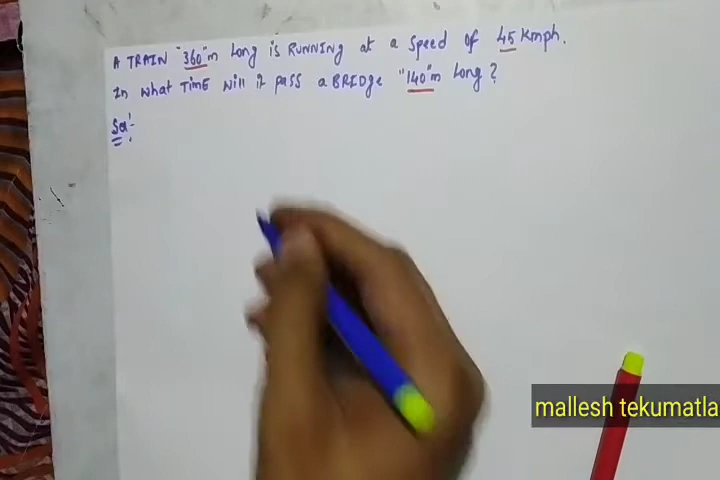 A TRAIN "360"m Long is RUNNING at a Speed of 45 Kmph.
In what TimE will it pass a BRIDGE "140"m Long?
Sol:-
mallesh tekumatla